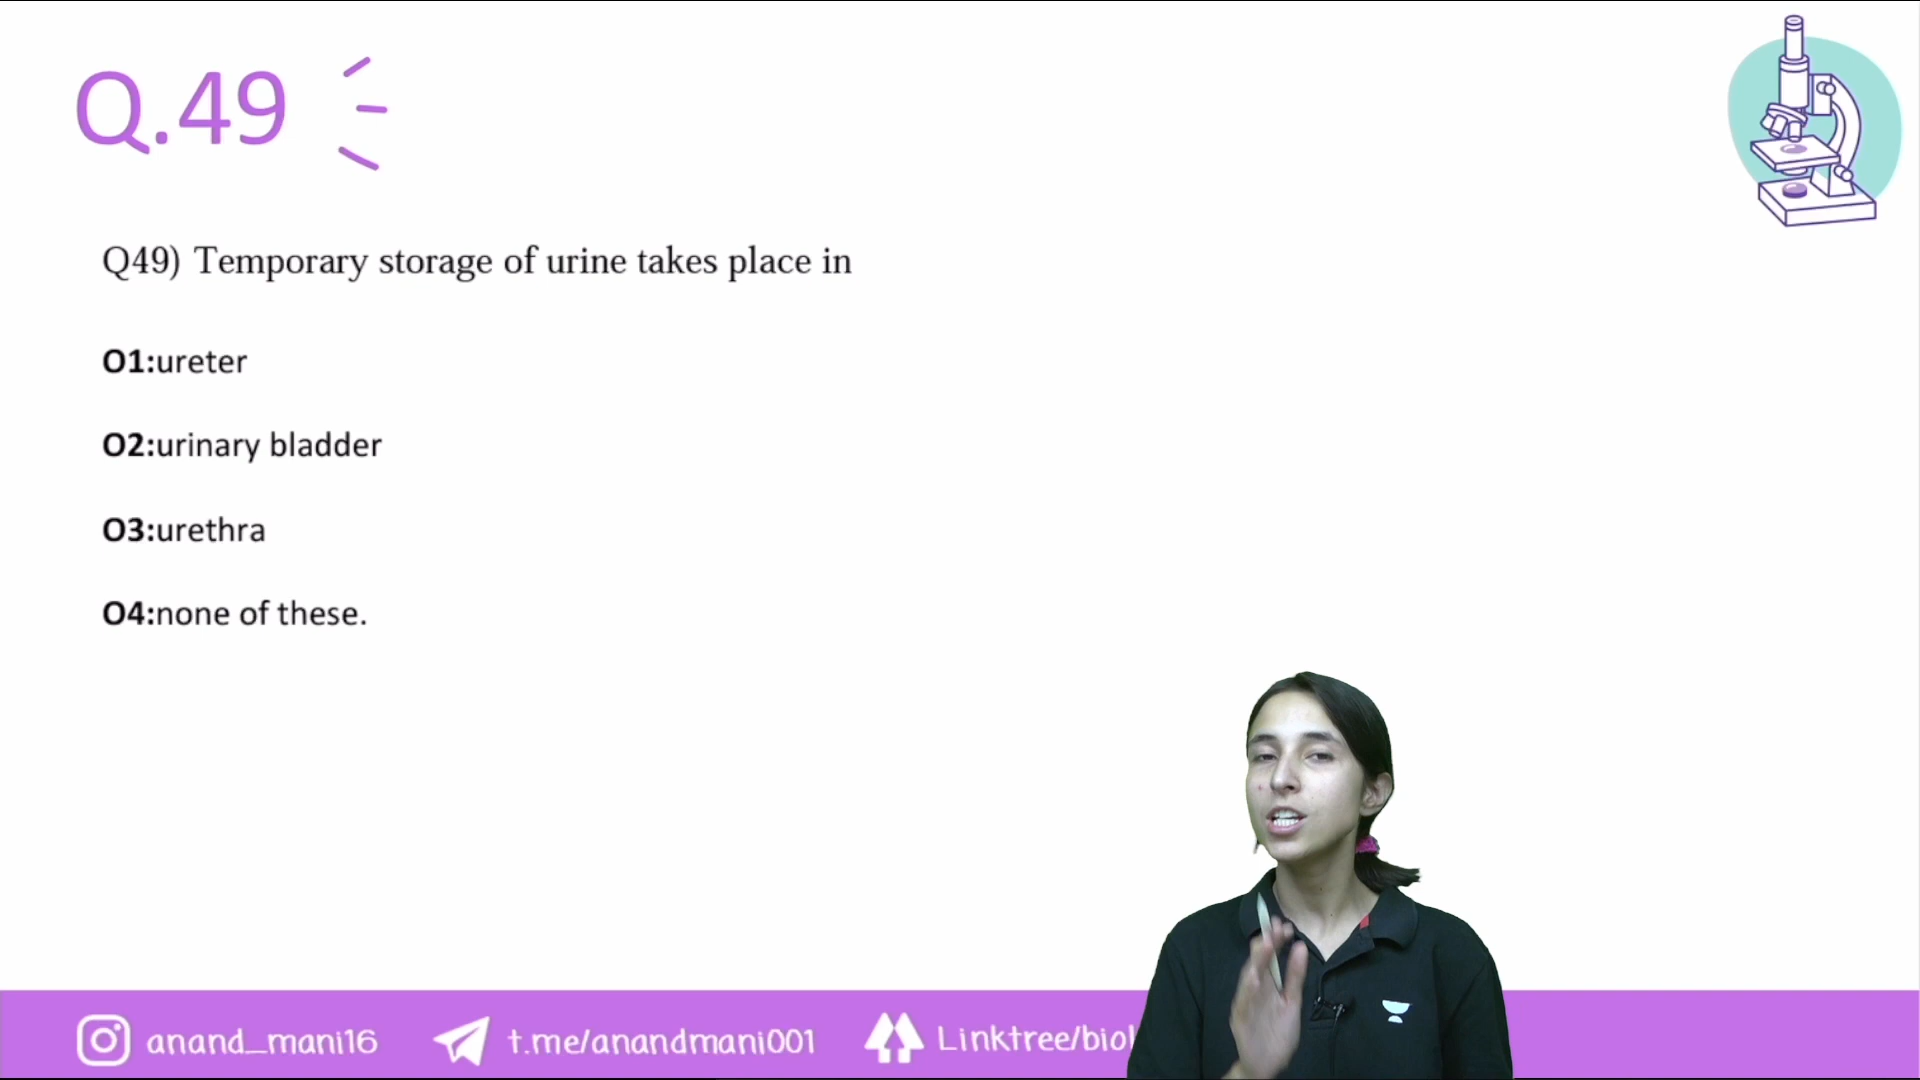 Q.49
Q49) Temporary storage of urine takes place in
O1:ureter
O2:urinary bladder
O3:urethra
O4:none of these.
anand_mani16 t.me/anandmani001 Linktree/biol